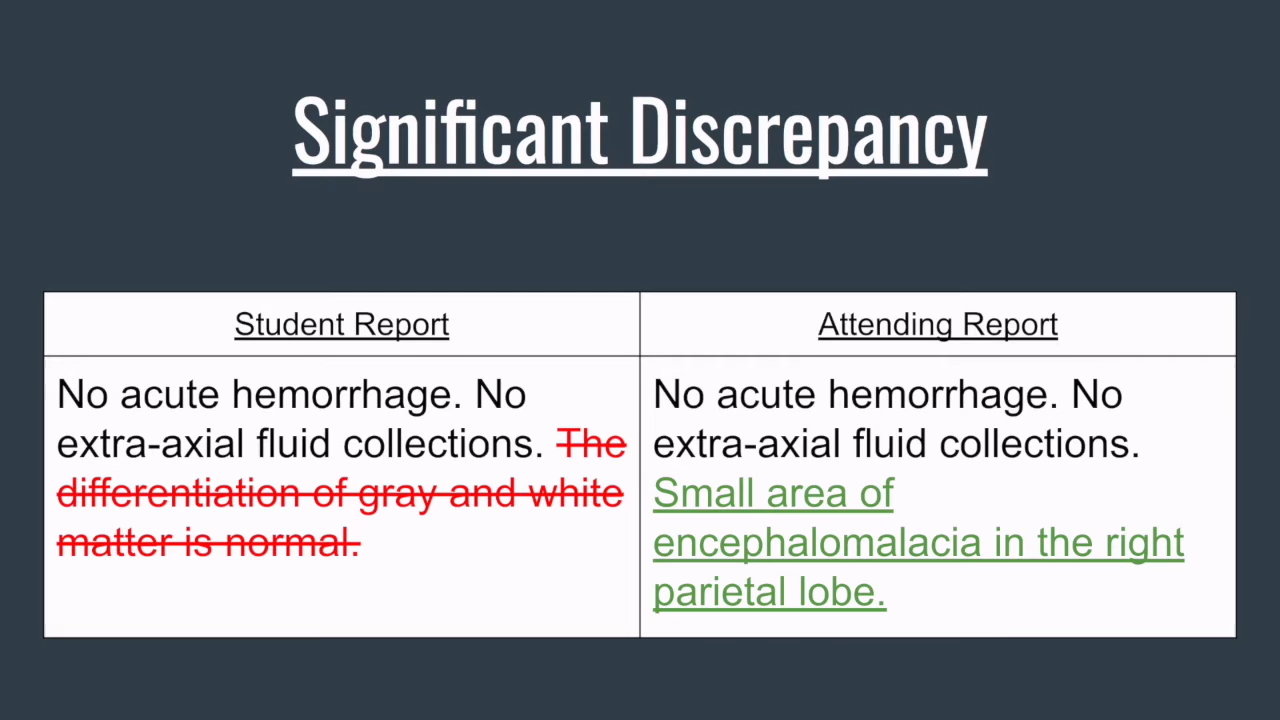 Significant Discrepancy
Student Report
Attending Report
No acute hemorrhage. No
extra-axial fluid collections. The
differentiation of gray and white
matter is normal.
No acute hemorrhage. No
extra-axial fluid collections.
Small area of
encephalomalacia in the right
parietal lobe.